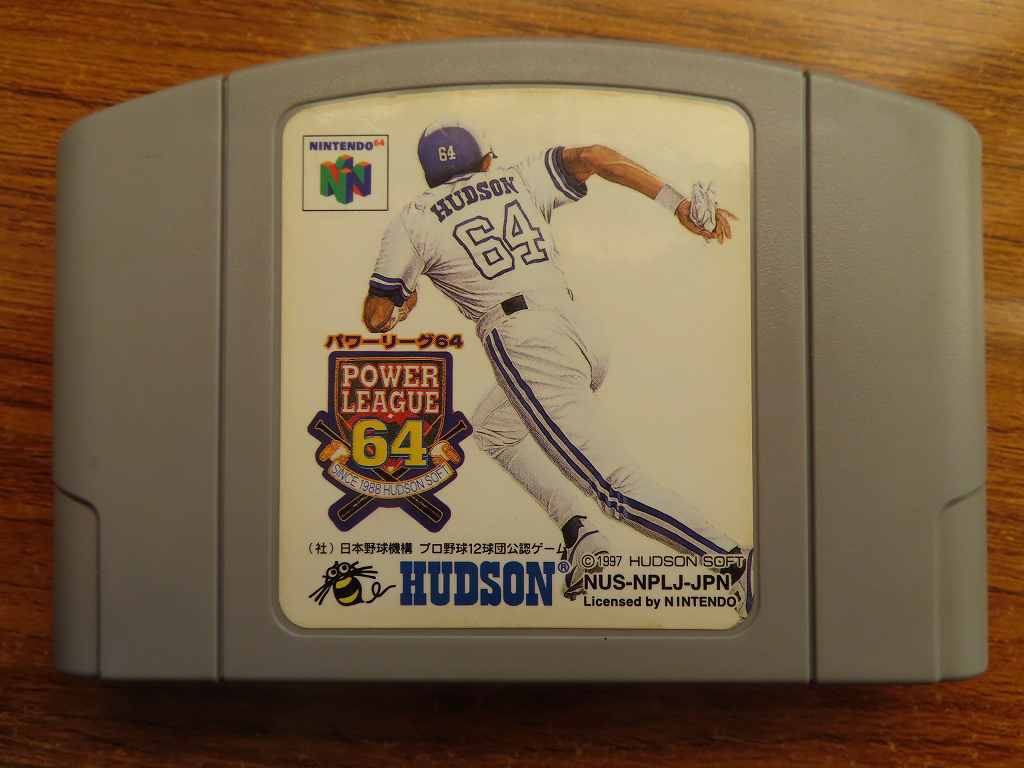 NINTENDO64
64
HUDSON
64
パワーリーグ64
POWER
LEAGUE
64
SINCE 1988 HUDSON SOFT
(社)日本野球機構 プロ野球12球団公認ゲーム
HUDSON®
©1997 HUDSON SOFT
NUS-NPLJ-JPN
Licensed by NINTENDO